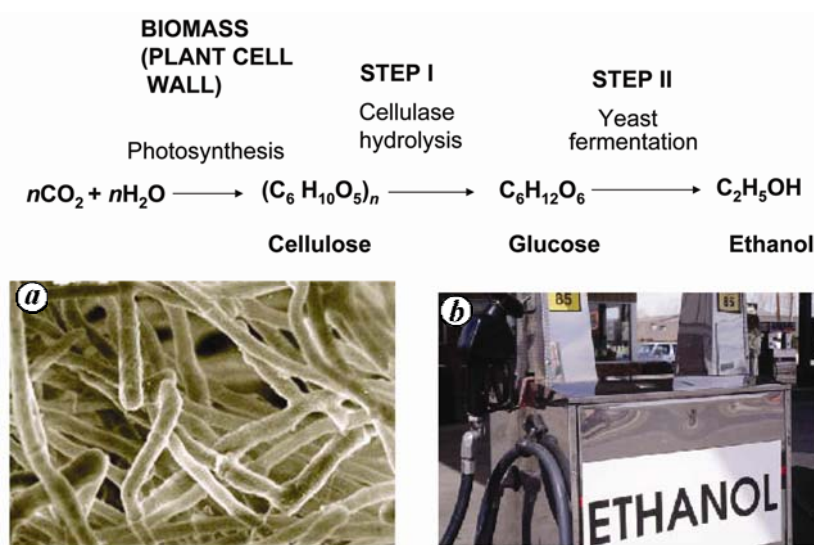 BIOMASS
(PLANT CELL
WALL)
STEP I
Cellulase
hydrolysis
STEP II
Yeast
fermentation
Photosynthesis
nCO₂ + nH₂O → (C₆ H₁₀O₅)ₙ → C₆H₁₂O₆ → C₂H₅OH
Cellulose Glucose Ethanol
a
b
85
85
ETHANOL